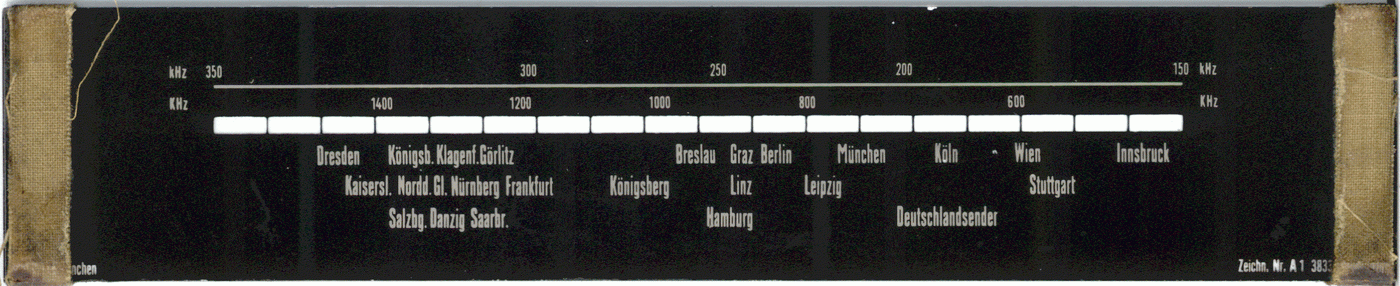 kHz 350 300 250 200 150 kHz
KHz 1400 1200 1000 800 600 KHz
Dresden Königsb. Klagenf. Görlitz Breslau Graz Berlin München Köln Wien Innsbruck
Kaisersl. Nordd. Gl. Nürnberg Frankfurt Königsberg Linz Leipzig Stuttgart
Salzbg. Danzig Saarbr. Hamburg Deutschlandsender
nchen Zeichn. Nr. A 1 383